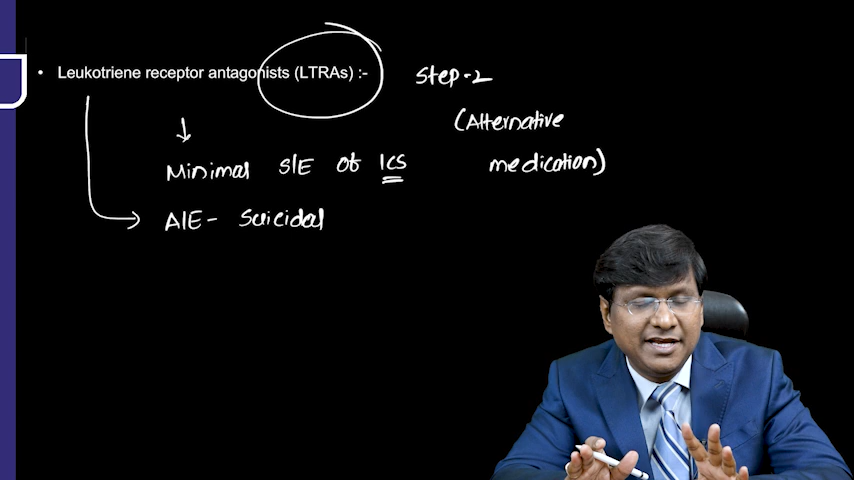 • Leukotriene receptor antagonists (LTRAs) :-
Step-2
(Alternative
medication)
Minimal S/E of ICS
A/E - Suicidal